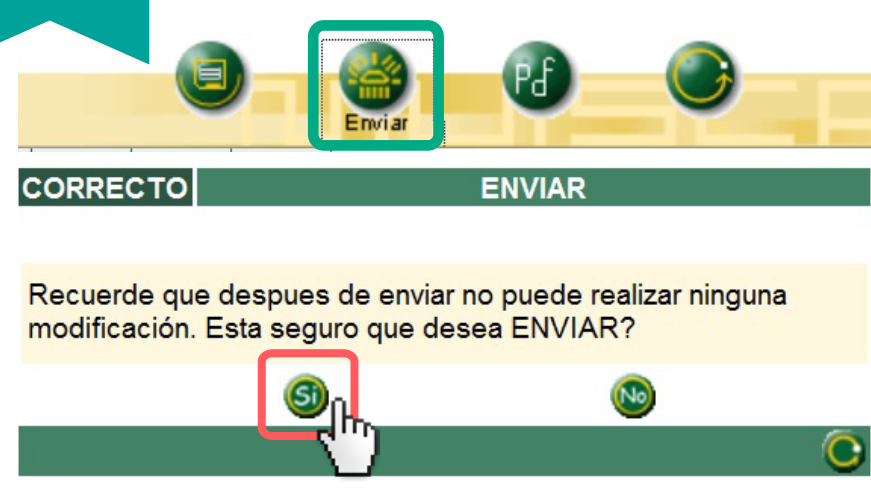 Pdf
Enviar
CORRECTO ENVIAR
Recuerde que despues de enviar no puede realizar ninguna
modificación. Esta seguro que desea ENVIAR?
Si No